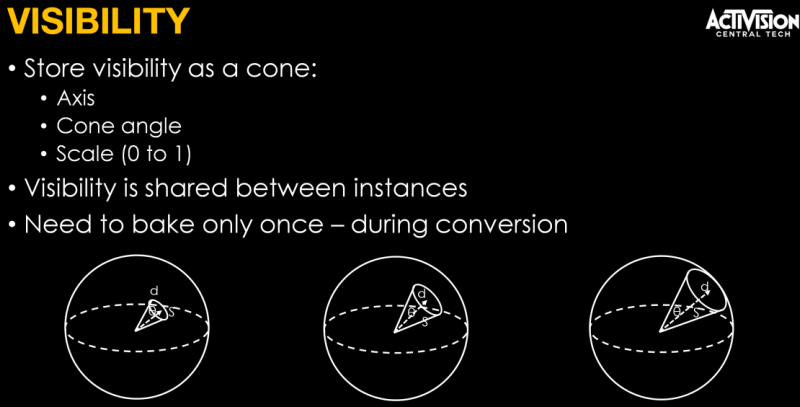 VISIBILITY
ACTIVISION
CENTRAL TECH
• Store visibility as a cone:
• Axis
• Cone angle
• Scale (0 to 1)
• Visibility is shared between instances
• Need to bake only once – during conversion
d
θ S
d
θ
S
d
θ S